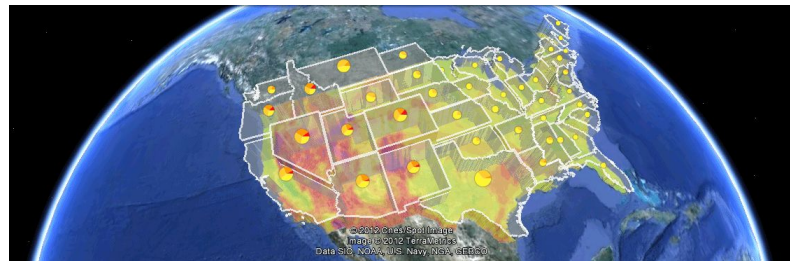 © 2012 Cnes/Spot Image
Image © 2012 TerraMetrics
Data SIO, NOAA, U.S. Navy, NGA, GEBCO